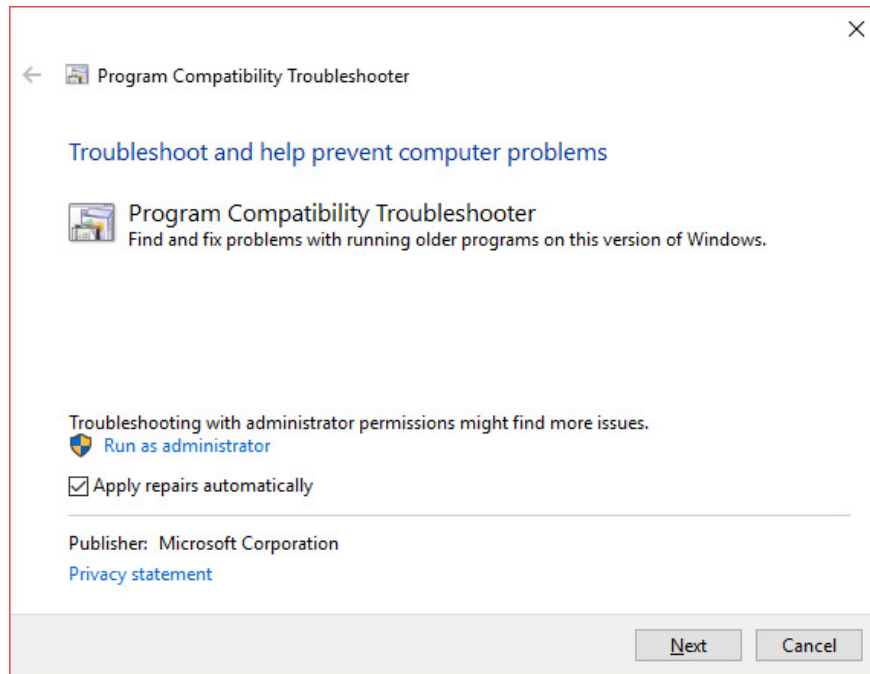 Program Compatibility Troubleshooter
Troubleshoot and help prevent computer problems
Program Compatibility Troubleshooter
Find and fix problems with running older programs on this version of Windows.
Troubleshooting with administrator permissions might find more issues.
Run as administrator
Apply repairs automatically
Publisher: Microsoft Corporation
Privacy statement
Next Cancel